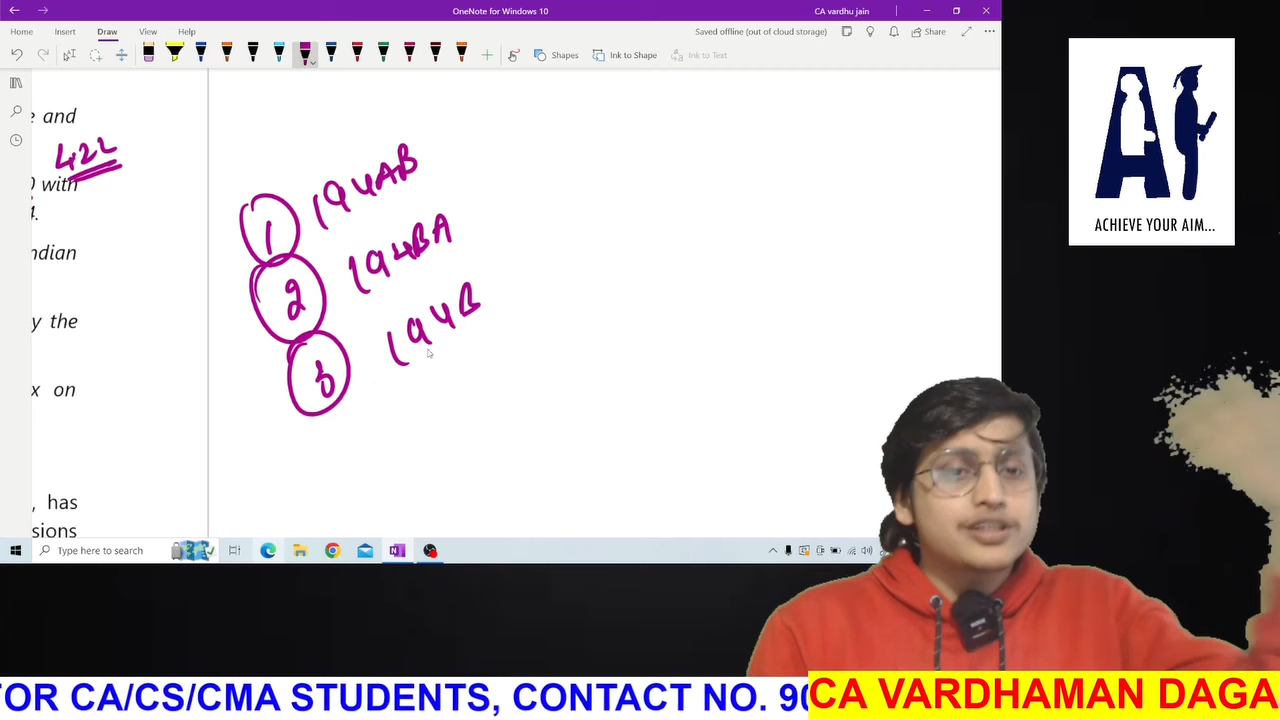 OneNote for Windows 10
CA vardhu jain
Home Insert Draw View Help
Saved offline (out of cloud storage) Share
Shapes Ink to Shape Ink to Text
e and
422
0 with
4.
ndian
y the
x on
, has
sions
1 194AB
2 194BA
3 194B
ACHIEVE YOUR AIM...
Type here to search
FOR CA/CS/CMA STUDENTS, CONTACT NO. 90
CA VARDHAMAN DAGA